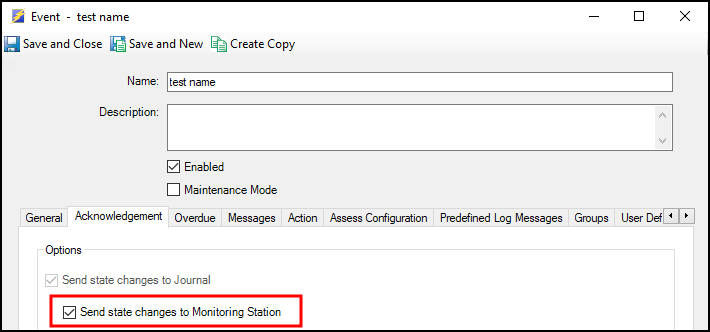 Event - test name
Save and Close Save and New Create Copy
Name: test name
Description:
Enabled
Maintenance Mode
General Acknowledgement Overdue Messages Action Assess Configuration Predefined Log Messages Groups User Def
Options
Send state changes to Journal
Send state changes to Monitoring Station